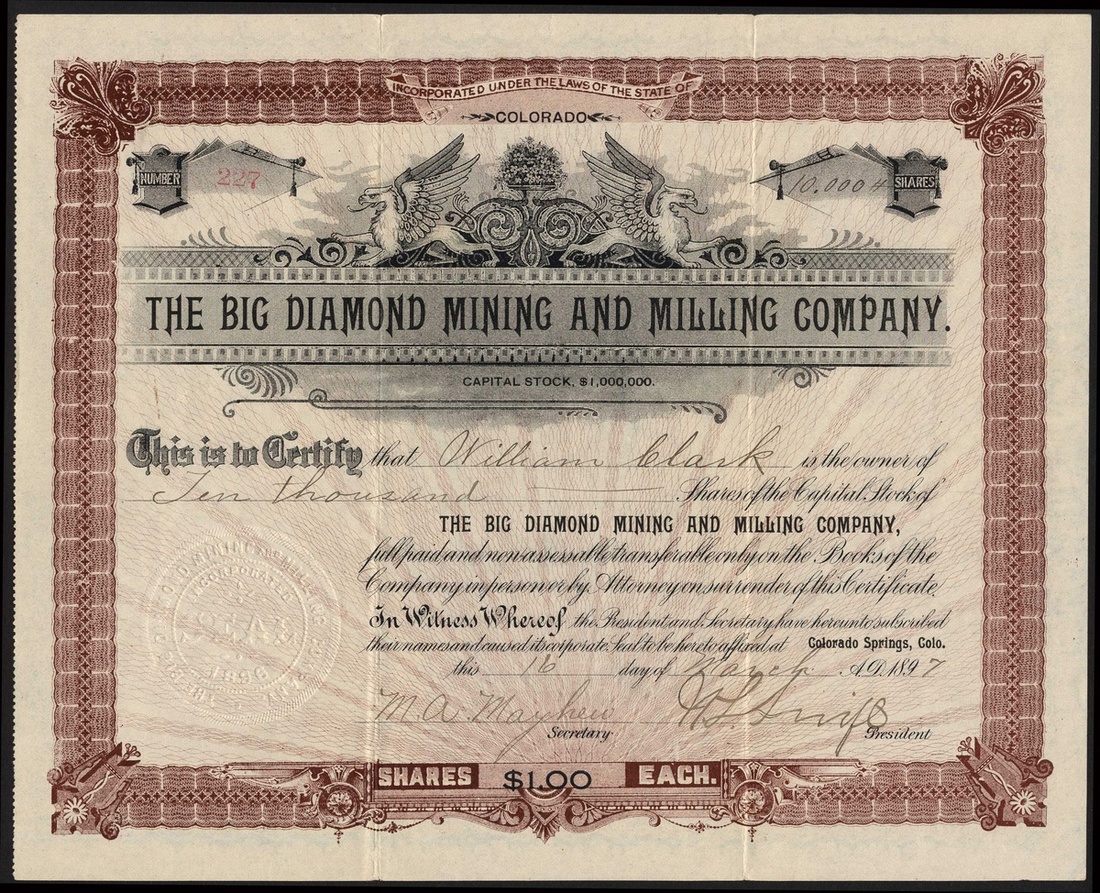 INCORPORATED UNDER THE LAWS OF THE STATE OF
COLORADO
NUMBER 227
10.000 SHARES
THE BIG DIAMOND MINING AND MILLING COMPANY.
CAPITAL STOCK, $1,000,000.
This is to Certify that William Clark is the owner of
Ten thousand Shares of the Capital Stock of
THE BIG DIAMOND MINING AND MILLING COMPANY,
full paid and non-assessable transferable only on the Books of the
Company in person or by Attorney on surrender of this Certificate.
In Witness Whereof the President and Secretary have hereunto subscribed
their names and caused its corporate Seal to be hereto affixed at Colorado Springs, Colo.
this 16 day of March A.D. 1897
M. A. Mayhew
Secretary President
SHARES $1.00 EACH.